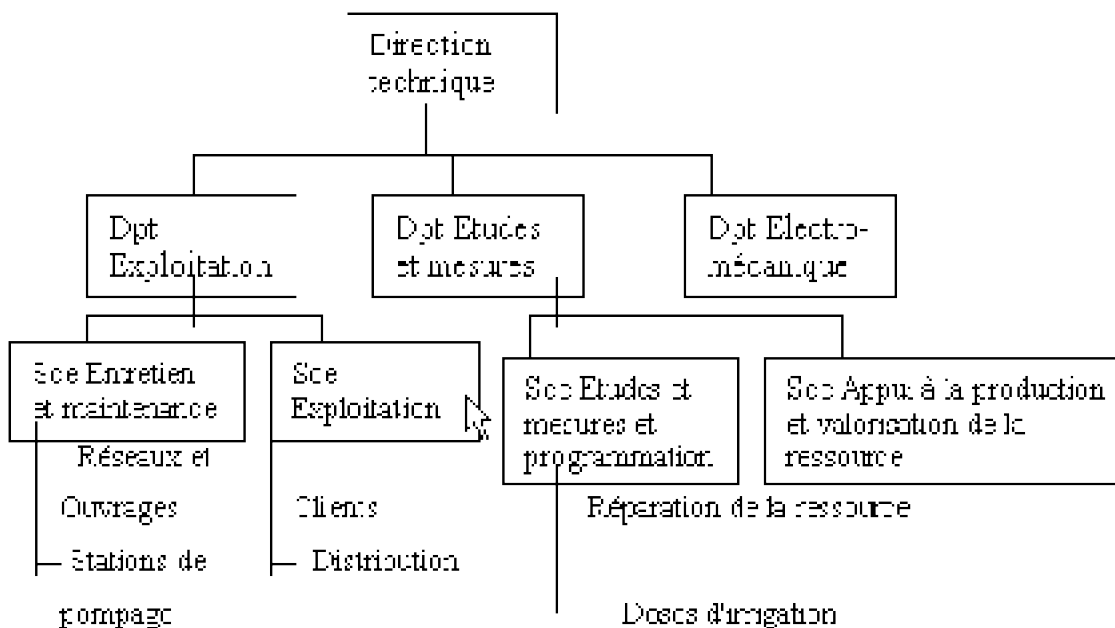 Direction
technique
Dpt
Exploitation
Dpt Etudes
et mesures
Dpt Electro-
mécanique
Sce Entretien
et maintenance
Sce
Exploitation
Sce Etudes et
mesures et
programmation
Sce Appui à la production
et valorisation de la
ressource
Réseaux et
Ouvrages
Stations de
pompage
Clients
Distribution
Réparation de la ressource
Doses d'irrigation